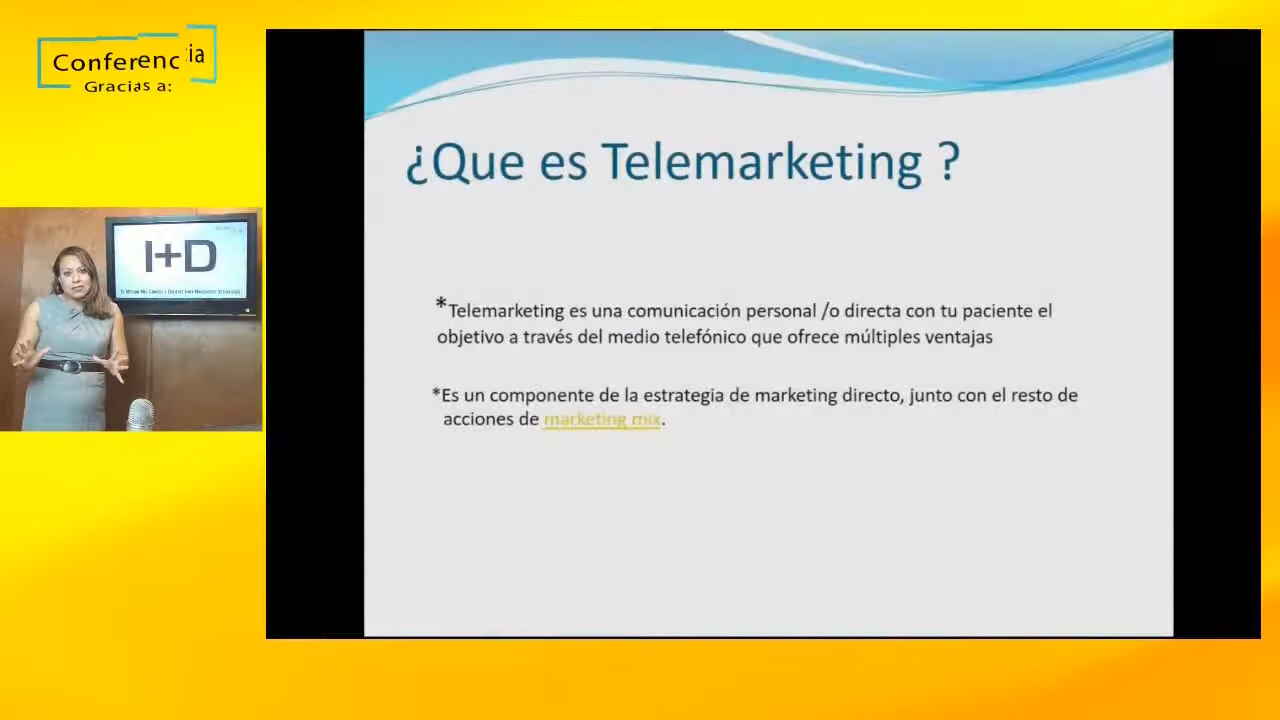 Conferencia
Gracias a:
I+D
¿Que es Telemarketing ?
*Telemarketing es una comunicación personal /o directa con tu paciente el
objetivo a través del medio telefónico que ofrece múltiples ventajas
*Es un componente de la estrategia de marketing directo, junto con el resto de
acciones de marketing mix.